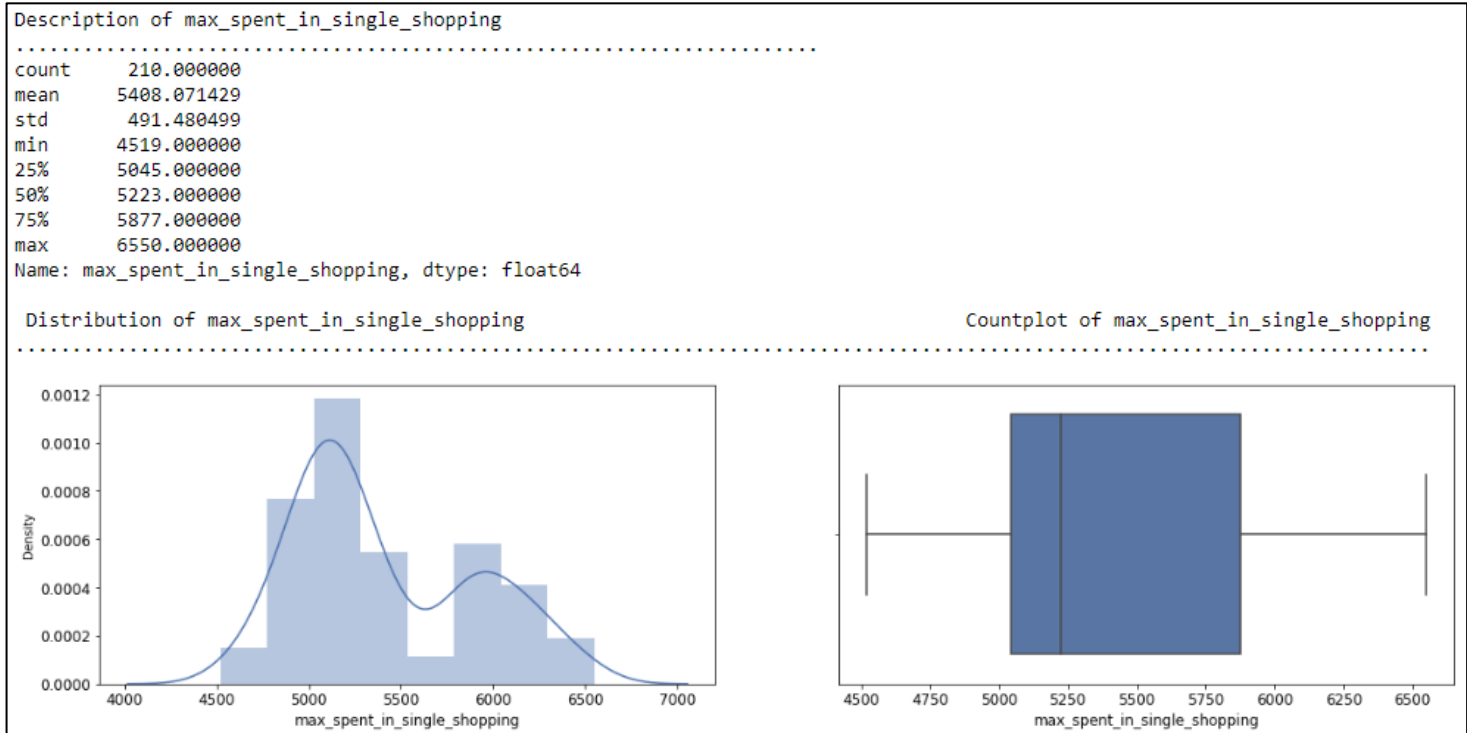 Description of max_spent_in_single_shopping
......................................................................
count 210.000000
mean 5408.071429
std 491.480499
min 4519.000000
25% 5045.000000
50% 5223.000000
75% 5877.000000
max 6550.000000
Name: max_spent_in_single_shopping, dtype: float64
Distribution of max_spent_in_single_shopping Countplot of max_spent_in_single_shopping
............................................................................................................................
0.0012
0.0010
0.0008
0.0006
0.0004
0.0002
0.0000
Density
4000 4500 5000 5500 6000 6500 7000
max_spent_in_single_shopping
4500 4750 5000 5250 5500 5750 6000 6250 6500
max_spent_in_single_shopping